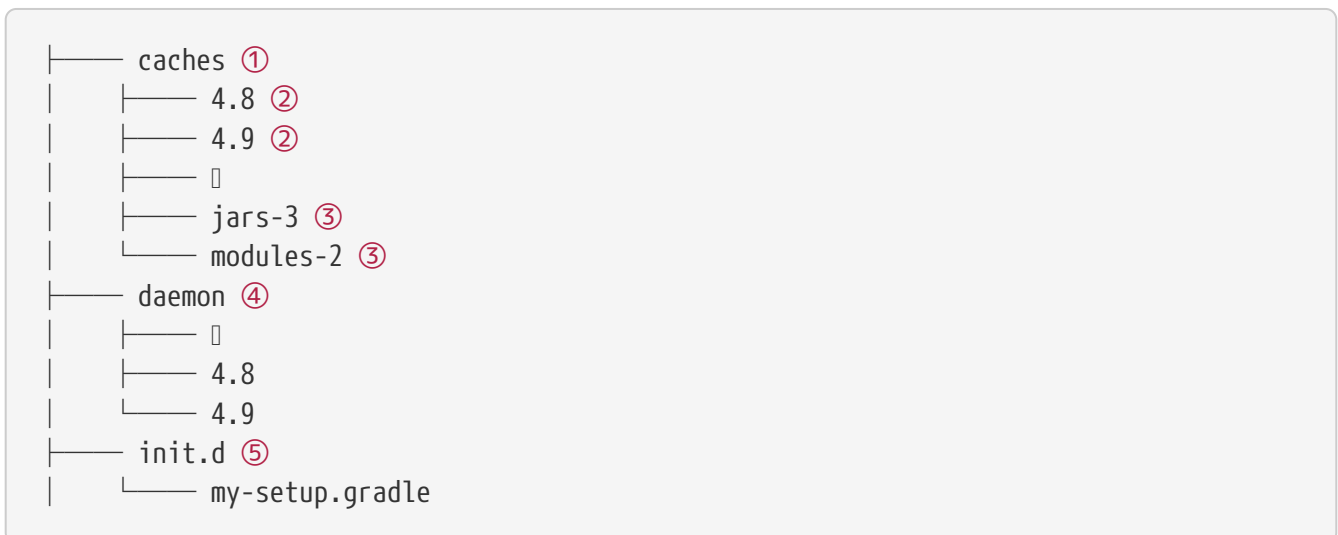 ├── caches ①
│   ├── 4.8 ②
│   ├── 4.9 ②
│   ├── ▯
│   ├── jars-3 ③
│   └── modules-2 ③
├── daemon ④
│   ├── ▯
│   ├── 4.8
│   └── 4.9
├── init.d ⑤
│   └── my-setup.gradle